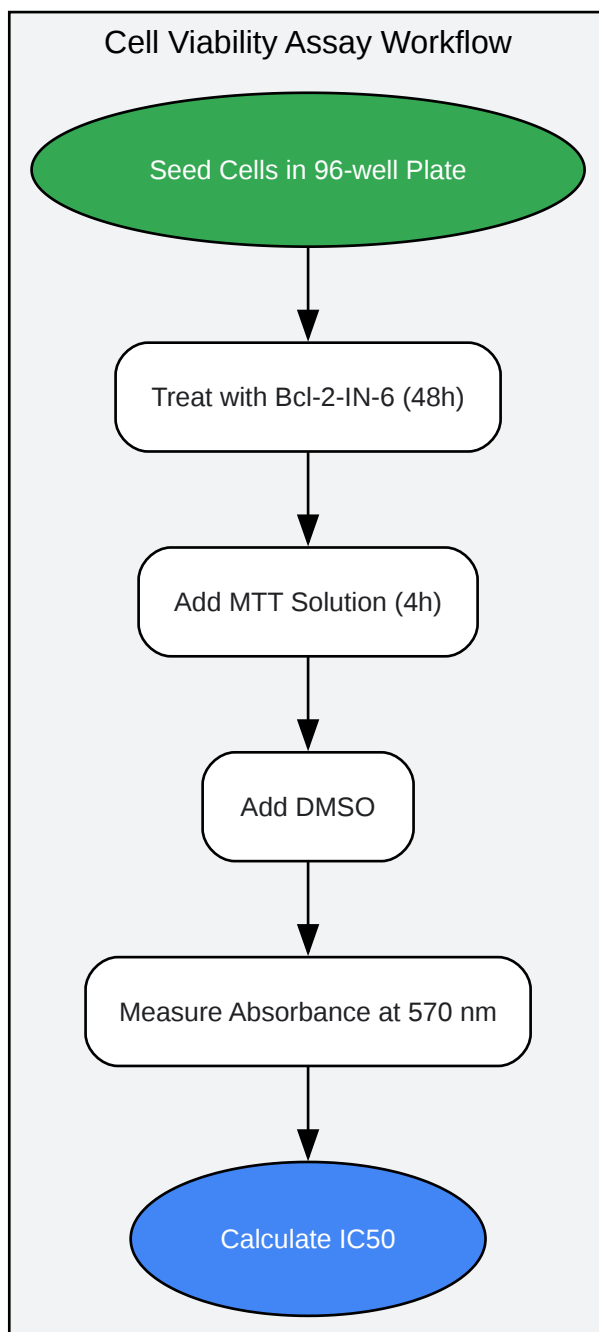 Cell Viability Assay Workflow
Seed Cells in 96-well Plate
Treat with Bcl-2-IN-6 (48h)
Add MTT Solution (4h)
Add DMSO
Measure Absorbance at 570 nm
Calculate IC50